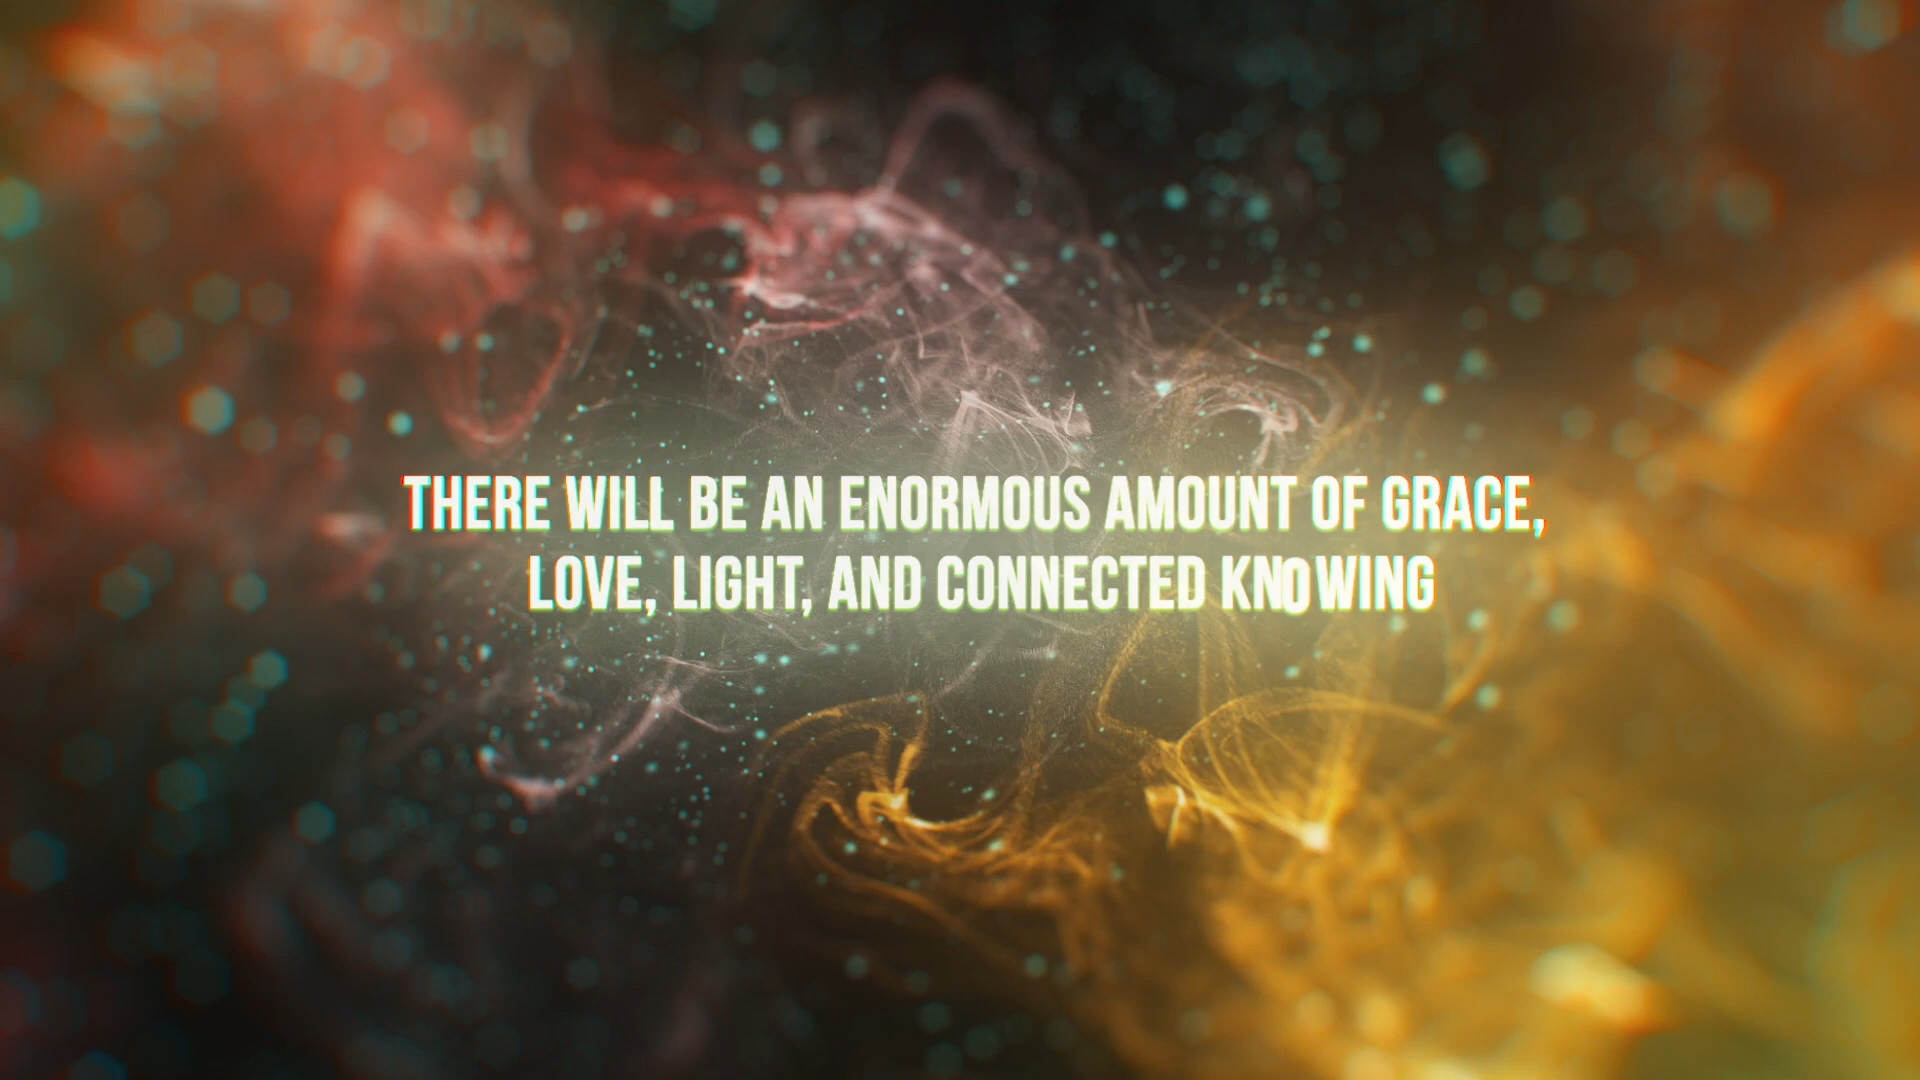 THERE WILL BE AN ENORMOUS AMOUNT OF GRACE,
LOVE, LIGHT, AND CONNECTED KNOWING